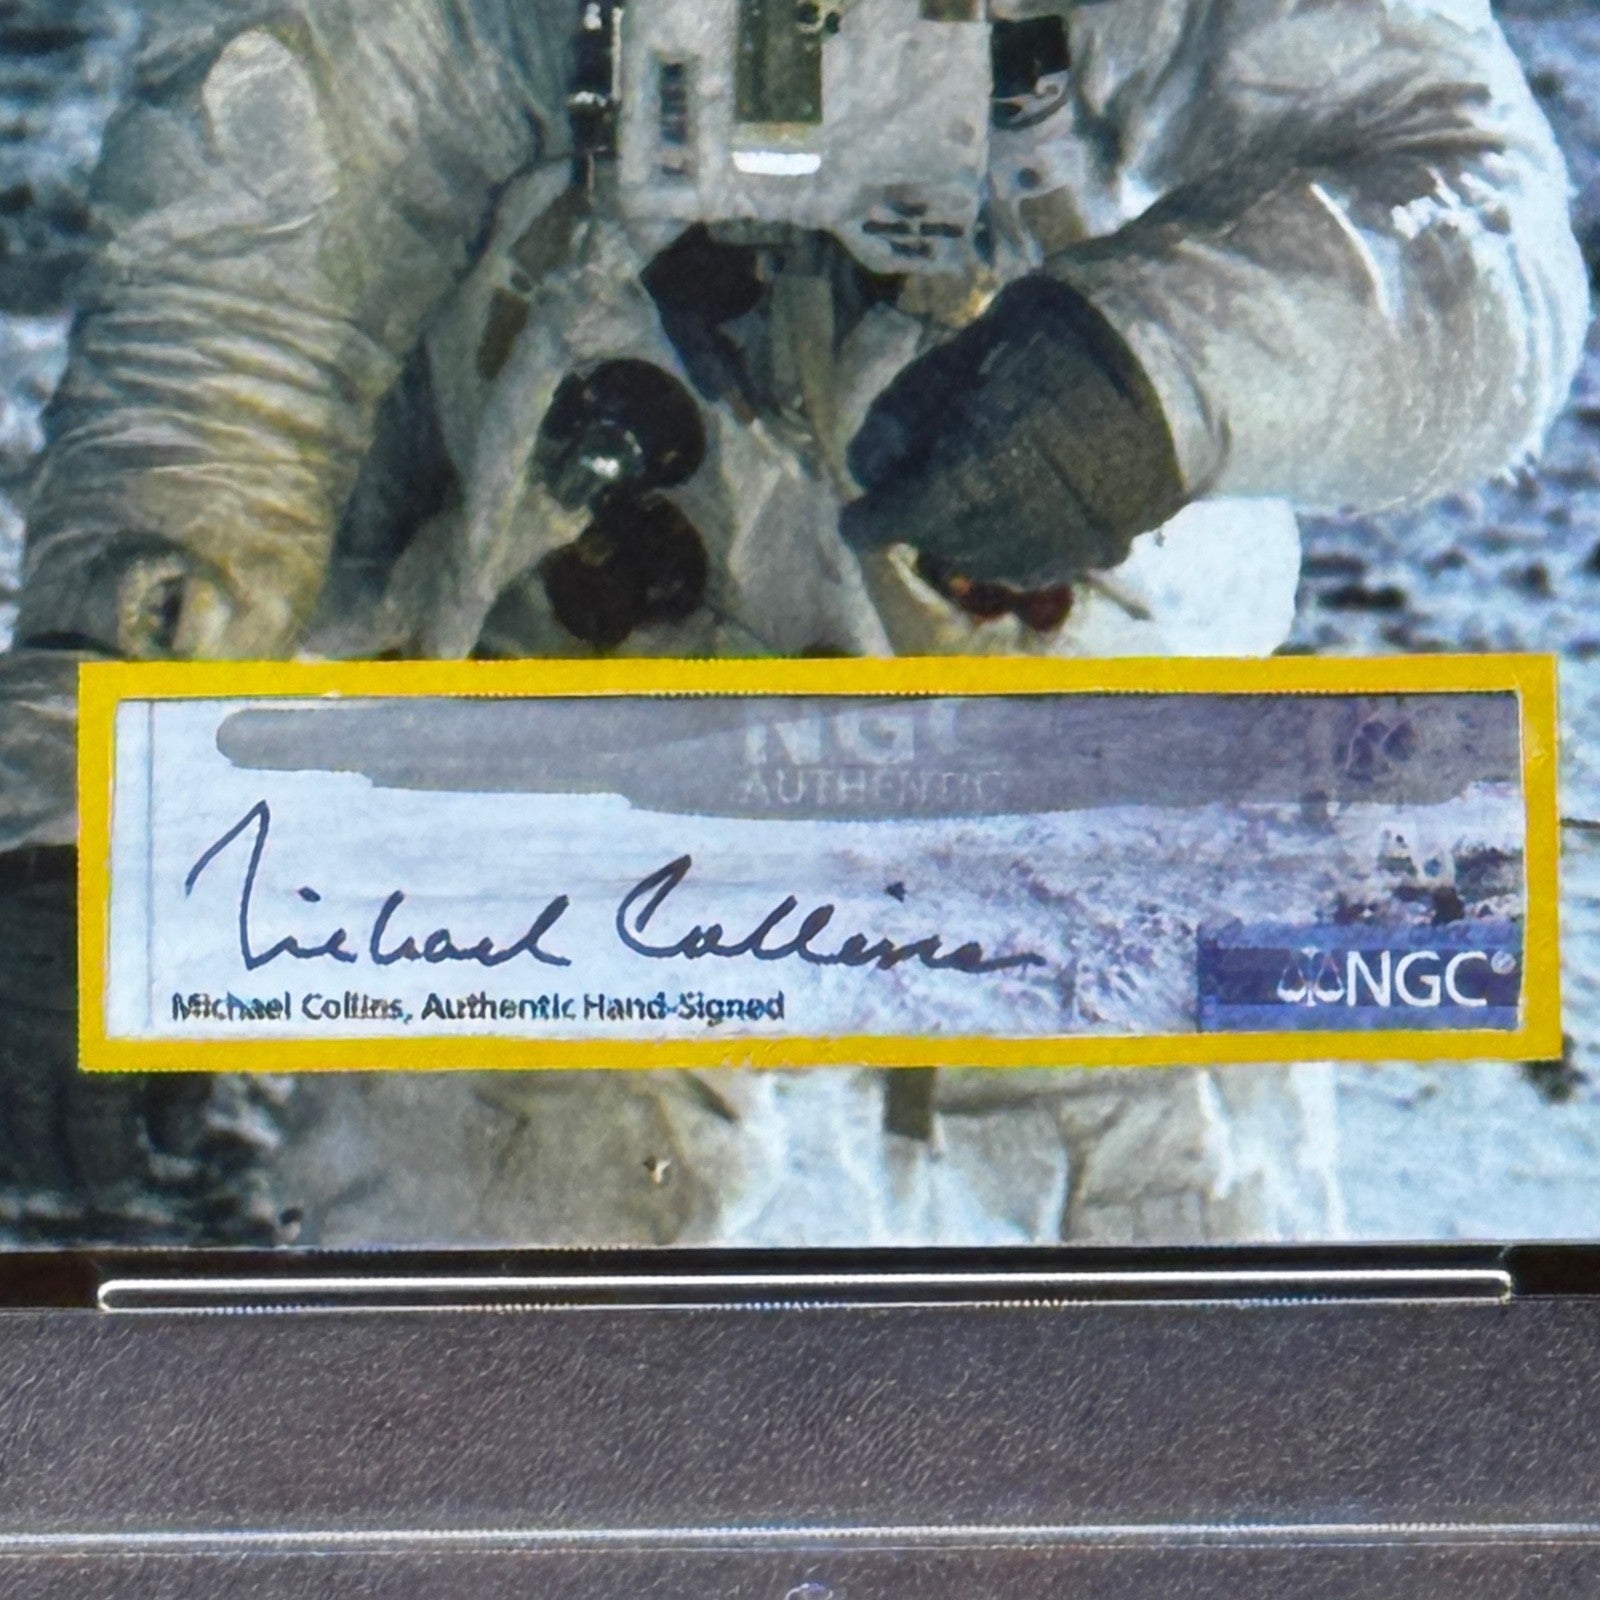 NGC
AUTHENTIC
Michael Collins
Michael Collins, Authentic Hand-Signed
NGC®